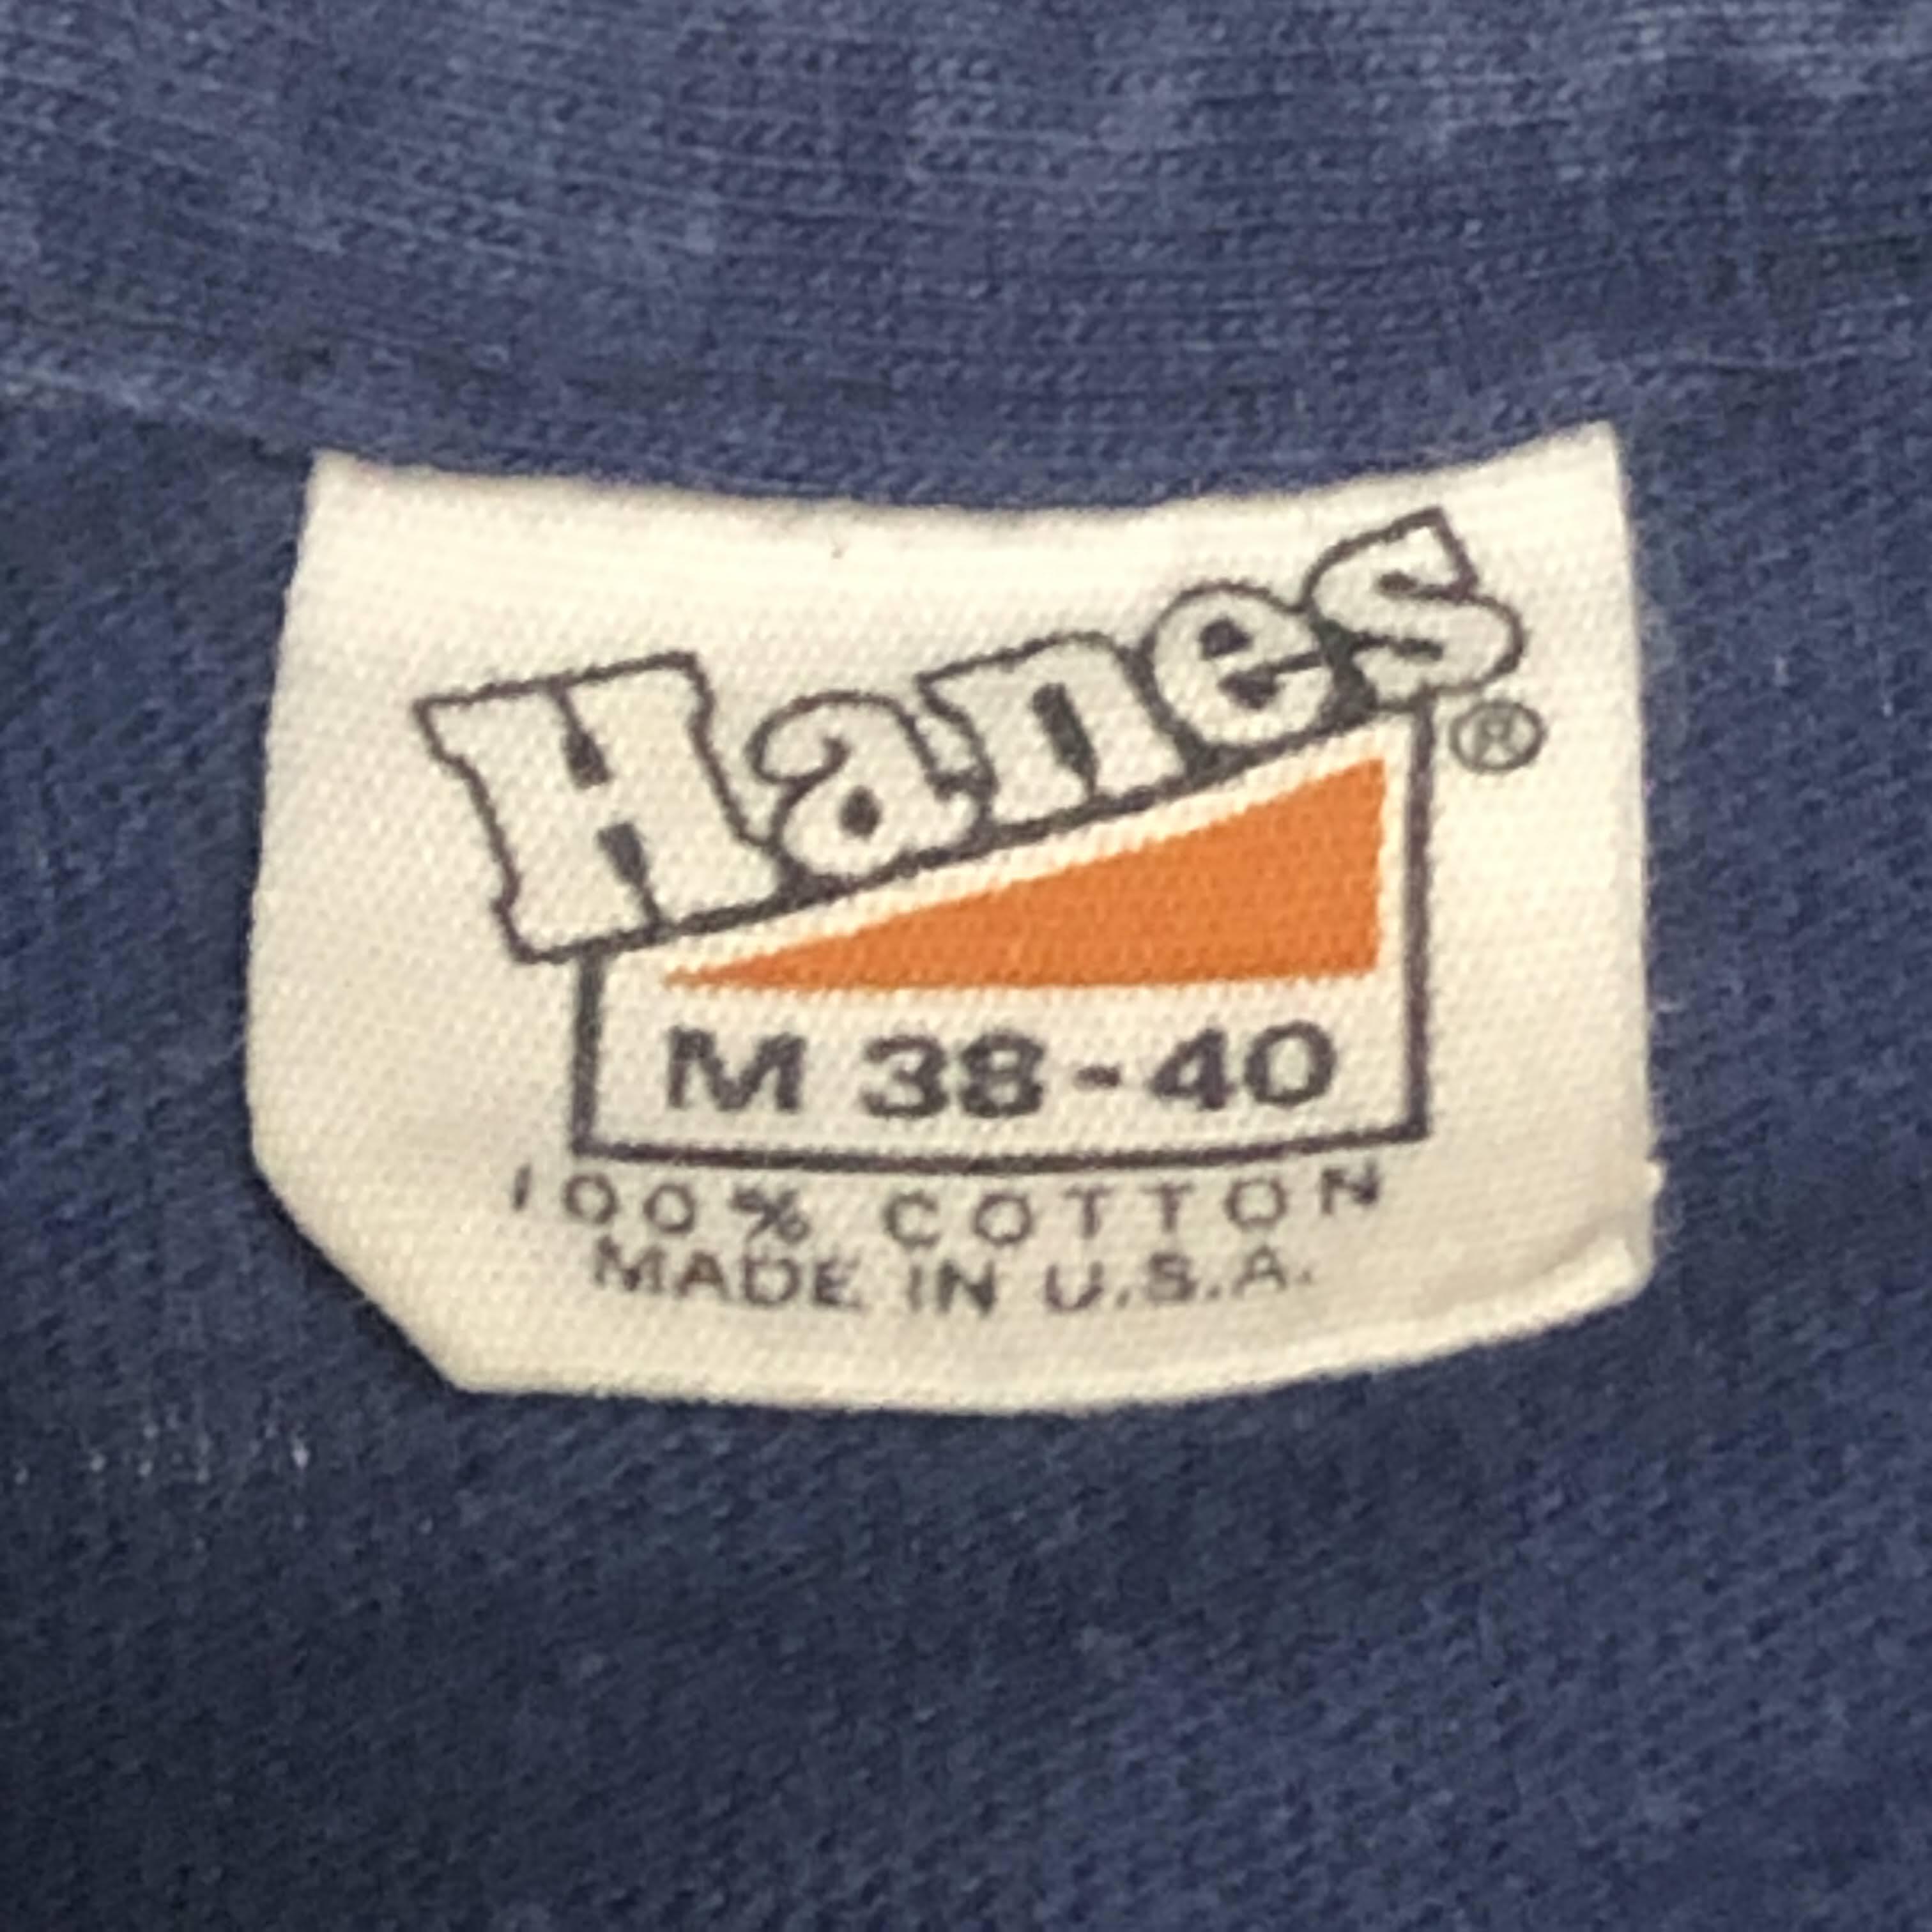 Hanes®
M 38-40
100% COTTON
MADE IN U.S.A.